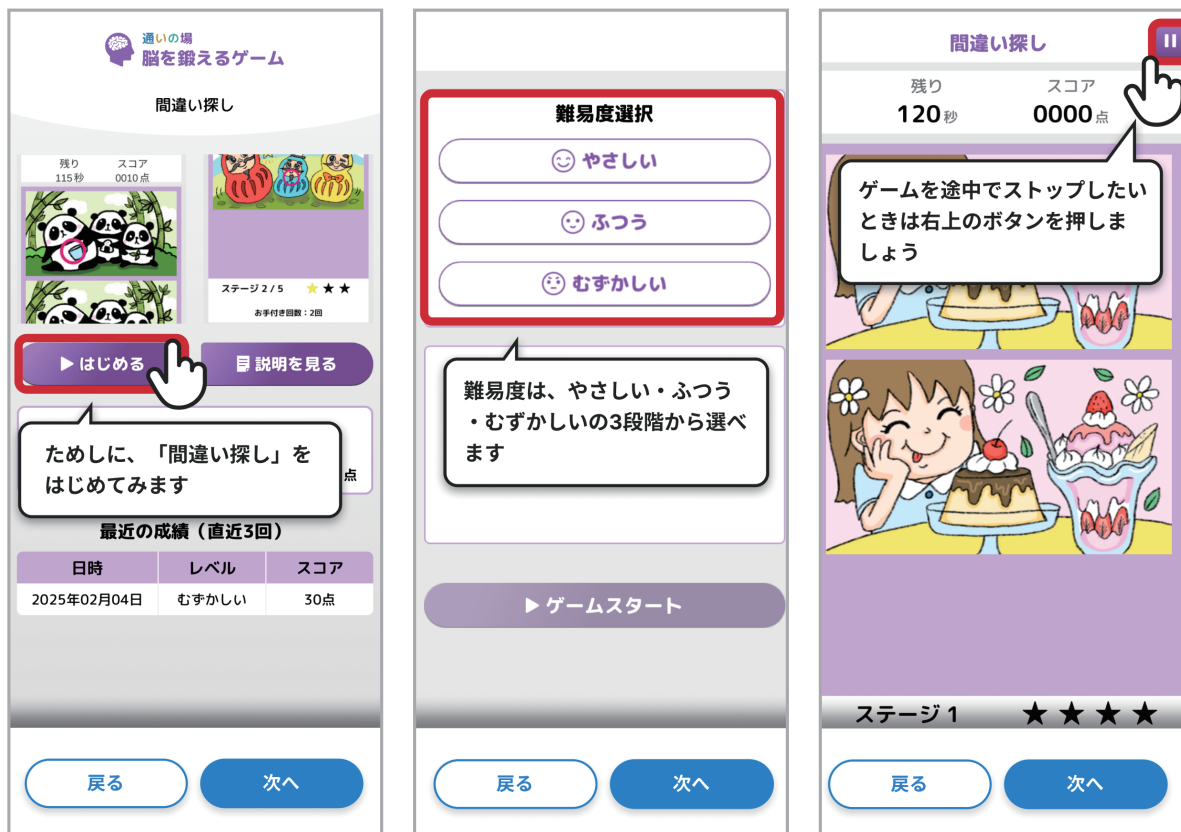 通いの場
脳を鍛えるゲーム
間違い探し
残り
スコア
115秒
0010点
ステージ 2 / 5
お手付き回数：2回
はじめる
説明を見る
ためしに、「間違い探し」を
はじめてみます
点
最近の成績（直近3回）
日時
レベル
スコア
2025年02月04日
むずかしい
30点
戻る
次へ
難易度選択
やさしい
ふつう
むずかしい
難易度は、やさしい・ふつう
・むずかしいの3段階から選べ
ます
ゲームスタート
戻る
次へ
間違い探し
残り
スコア
120秒
0000点
ゲームを途中でストップしたい
ときは右上のボタンを押しま
しょう
ステージ 1
戻る
次へ